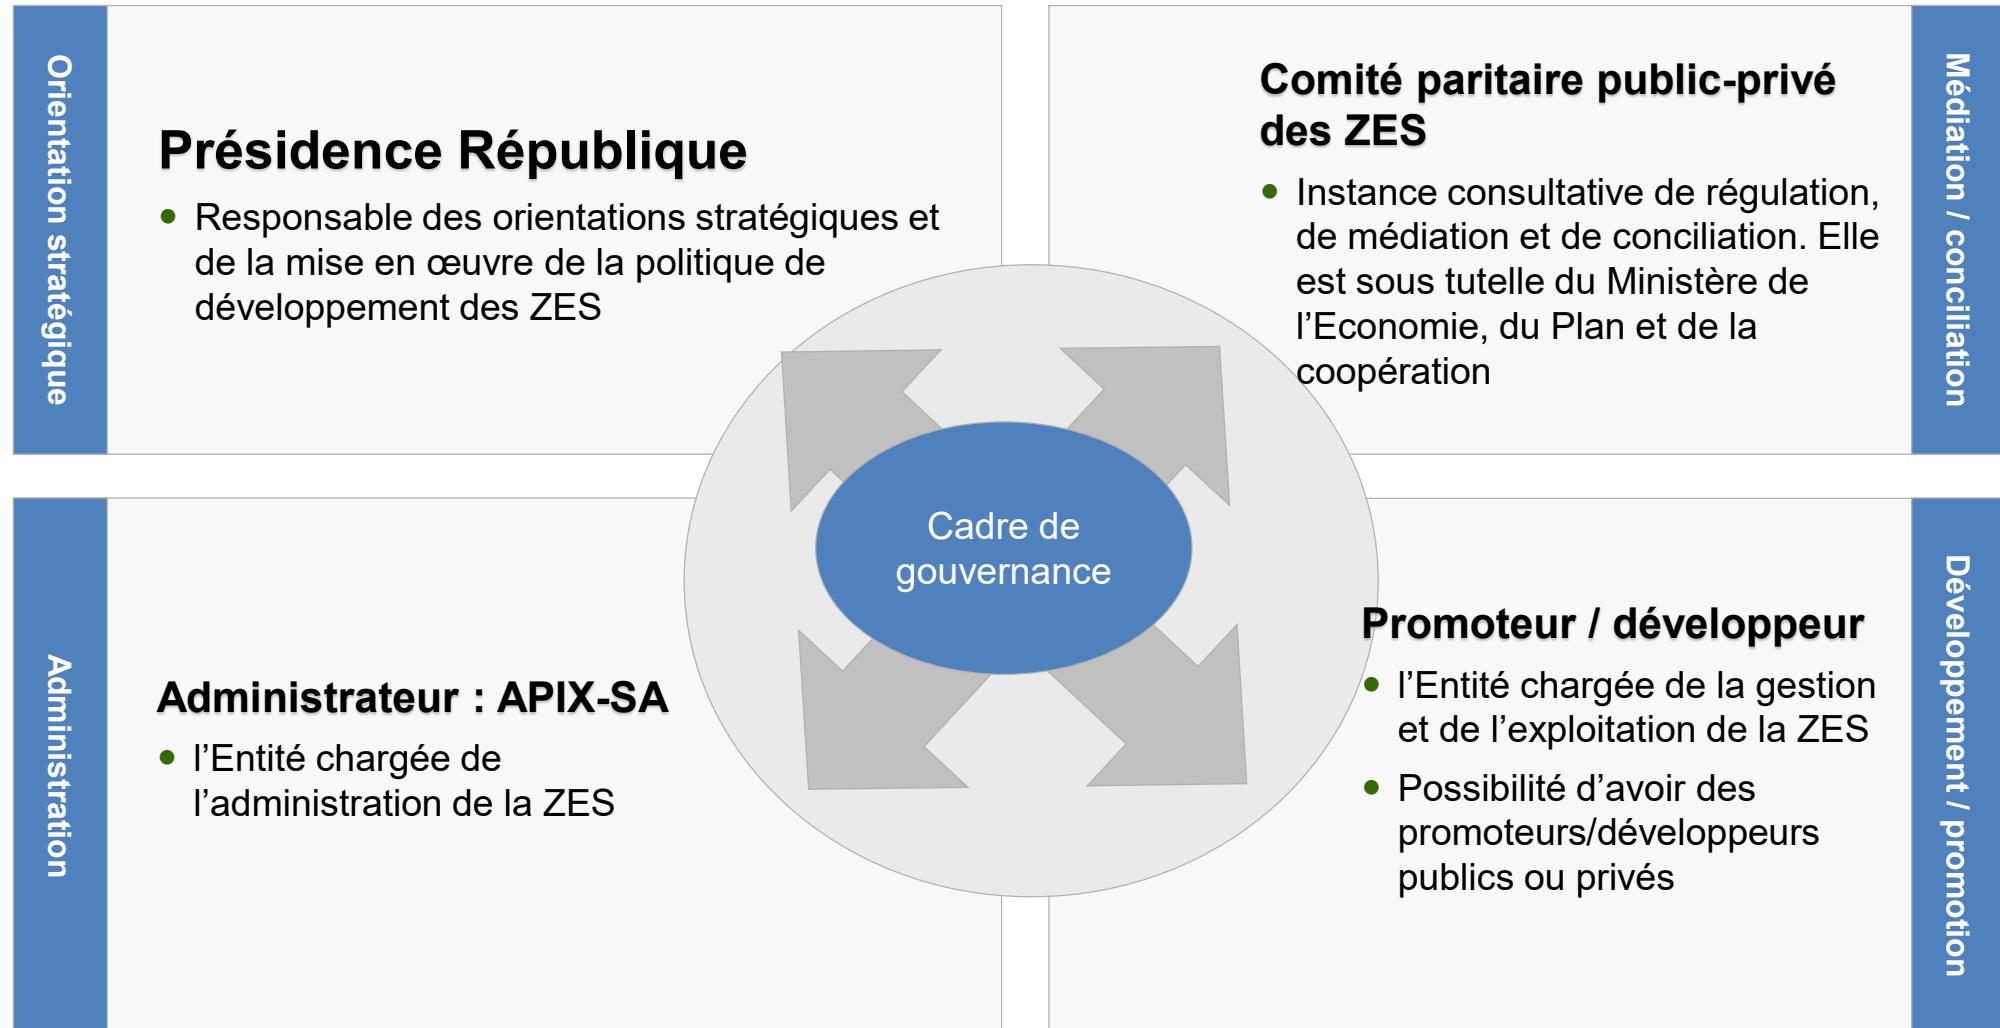 Orientation stratégique
Présidence République
• Responsable des orientations stratégiques et
de la mise en œuvre de la politique de
développement des ZES
Comité paritaire public-privé
des ZES
• Instance consultative de régulation,
de médiation et de conciliation. Elle
est sous tutelle du Ministère de
l’Economie, du Plan et de la
coopération
Médiation / conciliation
Cadre de
gouvernance
Administration
Administrateur : APIX-SA
• l’Entité chargée de
l’administration de la ZES
Promoteur / développeur
• l’Entité chargée de la gestion
et de l’exploitation de la ZES
• Possibilité d’avoir des
promoteurs/développeurs
publics ou privés
Développement / promotion